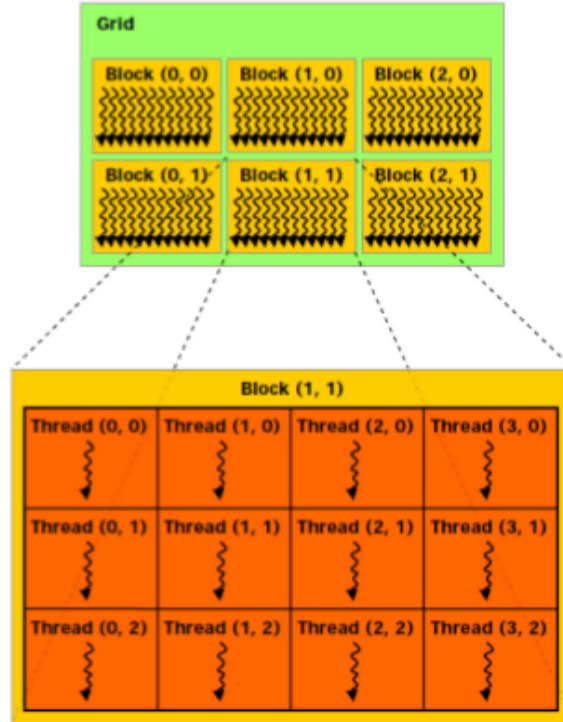 Grid
Block (0, 0) Block (1, 0) Block (2, 0)
Block (0, 1) Block (1, 1) Block (2, 1)
Block (1, 1)
Thread (0, 0) Thread (1, 0) Thread (2, 0) Thread (3, 0)
Thread (0, 1) Thread (1, 1) Thread (2, 1) Thread (3, 1)
Thread (0, 2) Thread (1, 2) Thread (2, 2) Thread (3, 2)